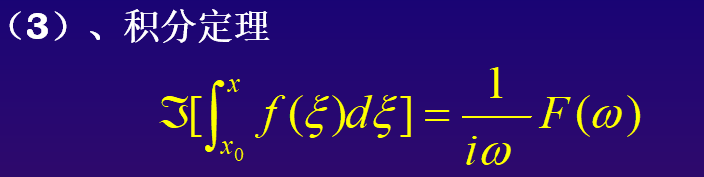 （3）、积分定理
ℑ[∫_{x₀}^{x} f(ξ)dξ] = \frac{1}{iω} F(ω)